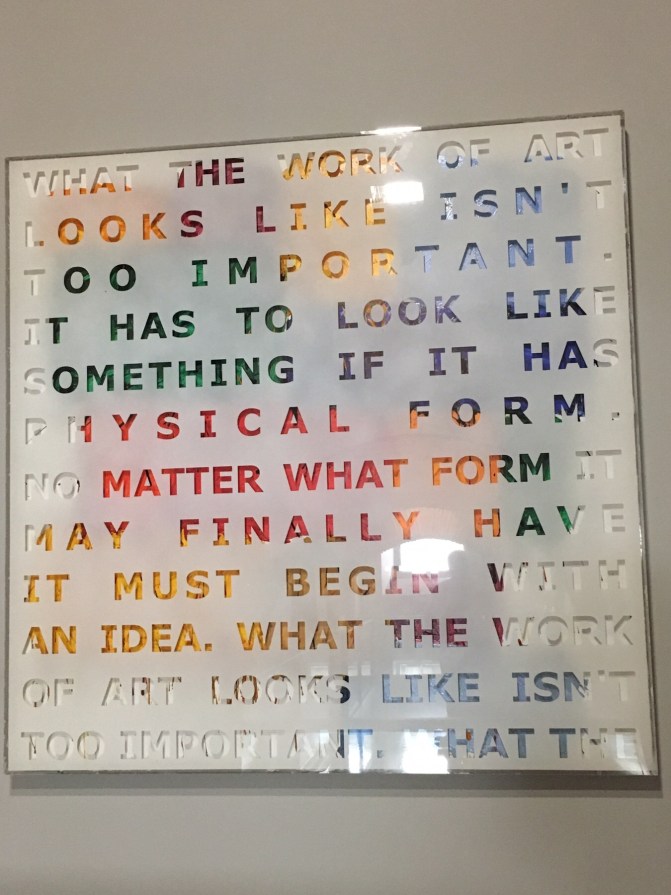 WHAT THE WORK OF ART
LOOKS LIKE ISN'T
TOO IMPORTANT.
IT HAS TO LOOK LIKE
SOMETHING IF IT HAS
PHYSICAL FORM.
NO MATTER WHAT FORM IT
MAY FINALLY HAVE
IT MUST BEGIN WITH
AN IDEA. WHAT THE WORK
OF ART LOOKS LIKE ISN'T
TOO IMPORTANT. WHAT THE